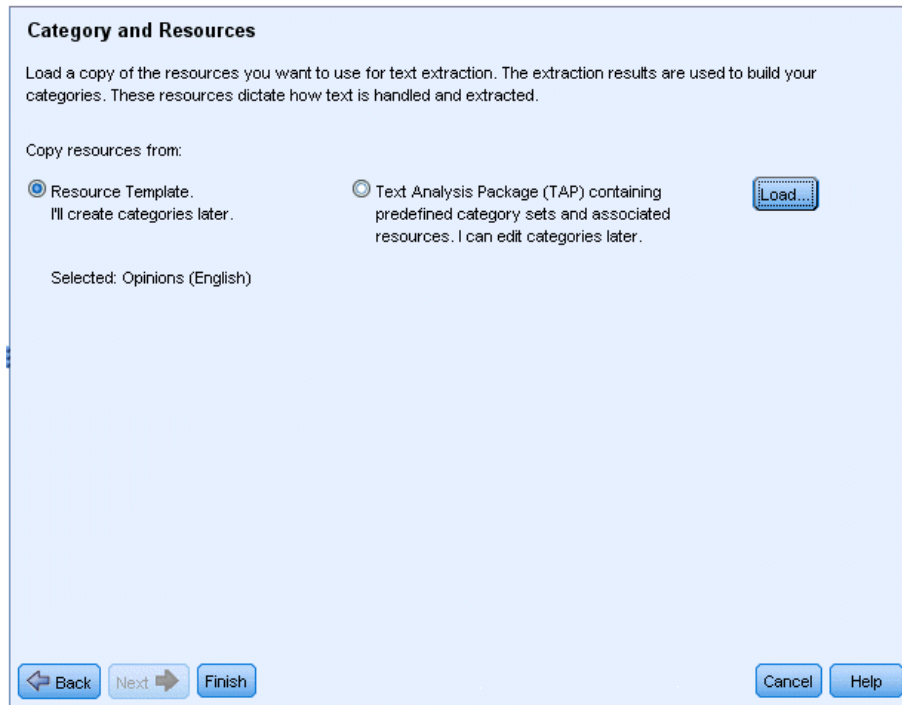 Category and Resources
Load a copy of the resources you want to use for text extraction. The extraction results are used to build your
categories. These resources dictate how text is handled and extracted.
Copy resources from:
Resource Template.
I'll create categories later.
Text Analysis Package (TAP) containing
predefined category sets and associated
resources. I can edit categories later.
Load...
Selected: Opinions (English)
Back
Next
Finish
Cancel
Help